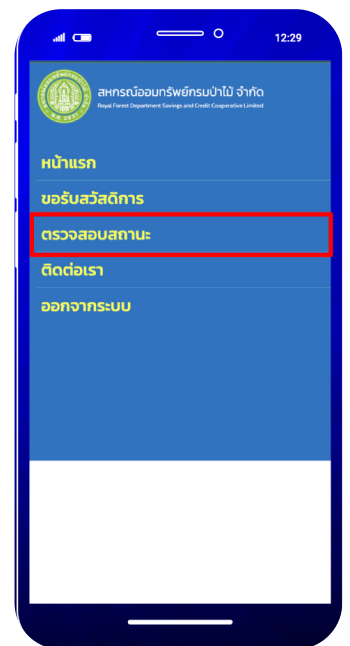 12:29
สหกรณ์ออมทรัพย์กรมป่าไม้ จำกัด
Royal Forest Department Savings and Credit Cooperative Limited
หน้าแรก
ขอรับสวัสดิการ
ตรวจสอบสถานะ
ติดต่อเรา
ออกจากระบบ